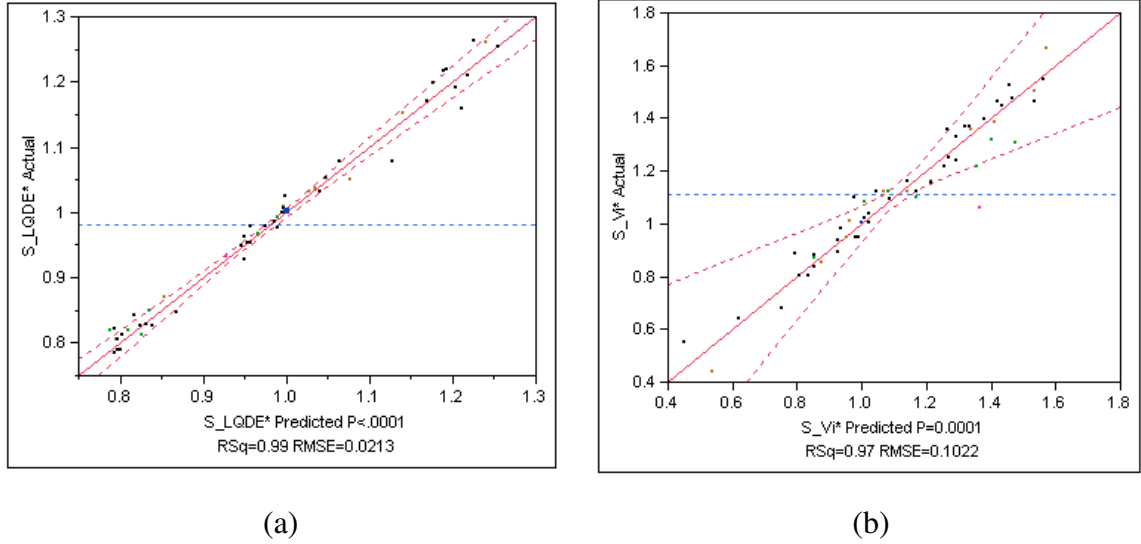 S_LQDE* Actual
1.3
1.2
1.1
1
0.9
0.8
0.8 0.9 1.0 1.1 1.2 1.3
S_LQDE* Predicted P<.0001
RSq=0.99 RMSE=0.0213
(a)
S_Vi* Actual
1.8
1.6
1.4
1.2
1.0
0.8
0.6
0.4
0.4 0.6 0.8 1.0 1.2 1.4 1.6 1.8
S_Vi* Predicted P=0.0001
RSq=0.97 RMSE=0.1022
(b)